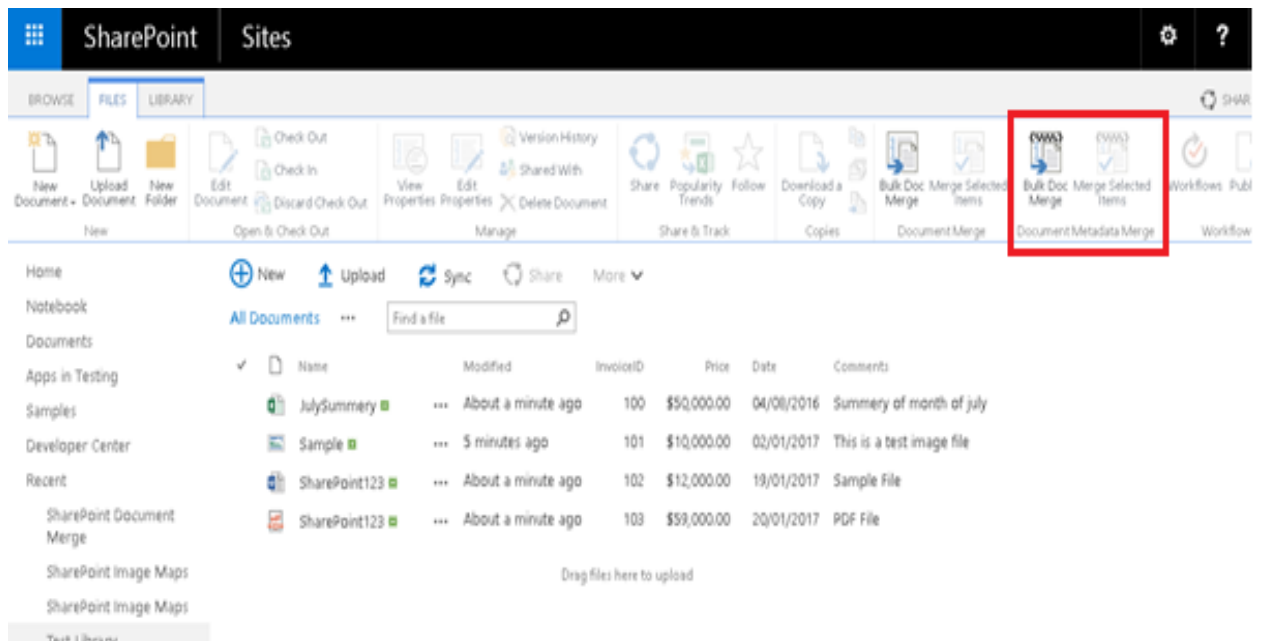 SharePoint Sites ?
BROWSE FILES LIBRARY SHAR
New Document Upload Document New Folder
Edit Document Check Out Check In Discard Check Out
View Properties Edit Properties Version History Shared With Delete Document
Share Popularity Trends Follow
Download a Copy
Bulk Doc Merge Merge Selected Items
Bulk Doc Merge Merge Selected Items
Workflows Publ
New Open & Check Out Manage Share & Track Copies Document Merge Document Metadata Merge Workflow
Home
Notebook
Documents
Apps in Testing
Samples
Developer Center
Recent
SharePoint Document
Merge
SharePoint Image Maps
SharePoint Image Maps
Test Library
New Upload Sync Share More
All Documents ... Find a file
Name Modified InvoiceID Price Date Comments
JulySummery ... About a minute ago 100 $50,000.00 04/08/2016 Summery of month of july
Sample ... 5 minutes ago 101 $10,000.00 02/01/2017 This is a test image file
SharePoint123 ... About a minute ago 102 $12,000.00 19/01/2017 Sample File
SharePoint123 ... About a minute ago 103 $59,000.00 20/01/2017 PDF File
Drag files here to upload